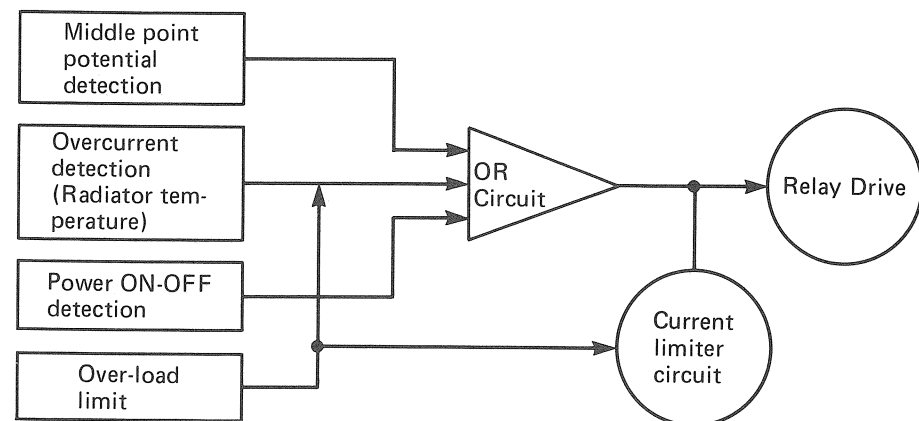 Middle point
potential
detection
Overcurrent
detection
(Radiator tem-
perature)
Power ON-OFF
detection
Over-load
limit
OR
Circuit
Relay Drive
Current
limiter
circuit